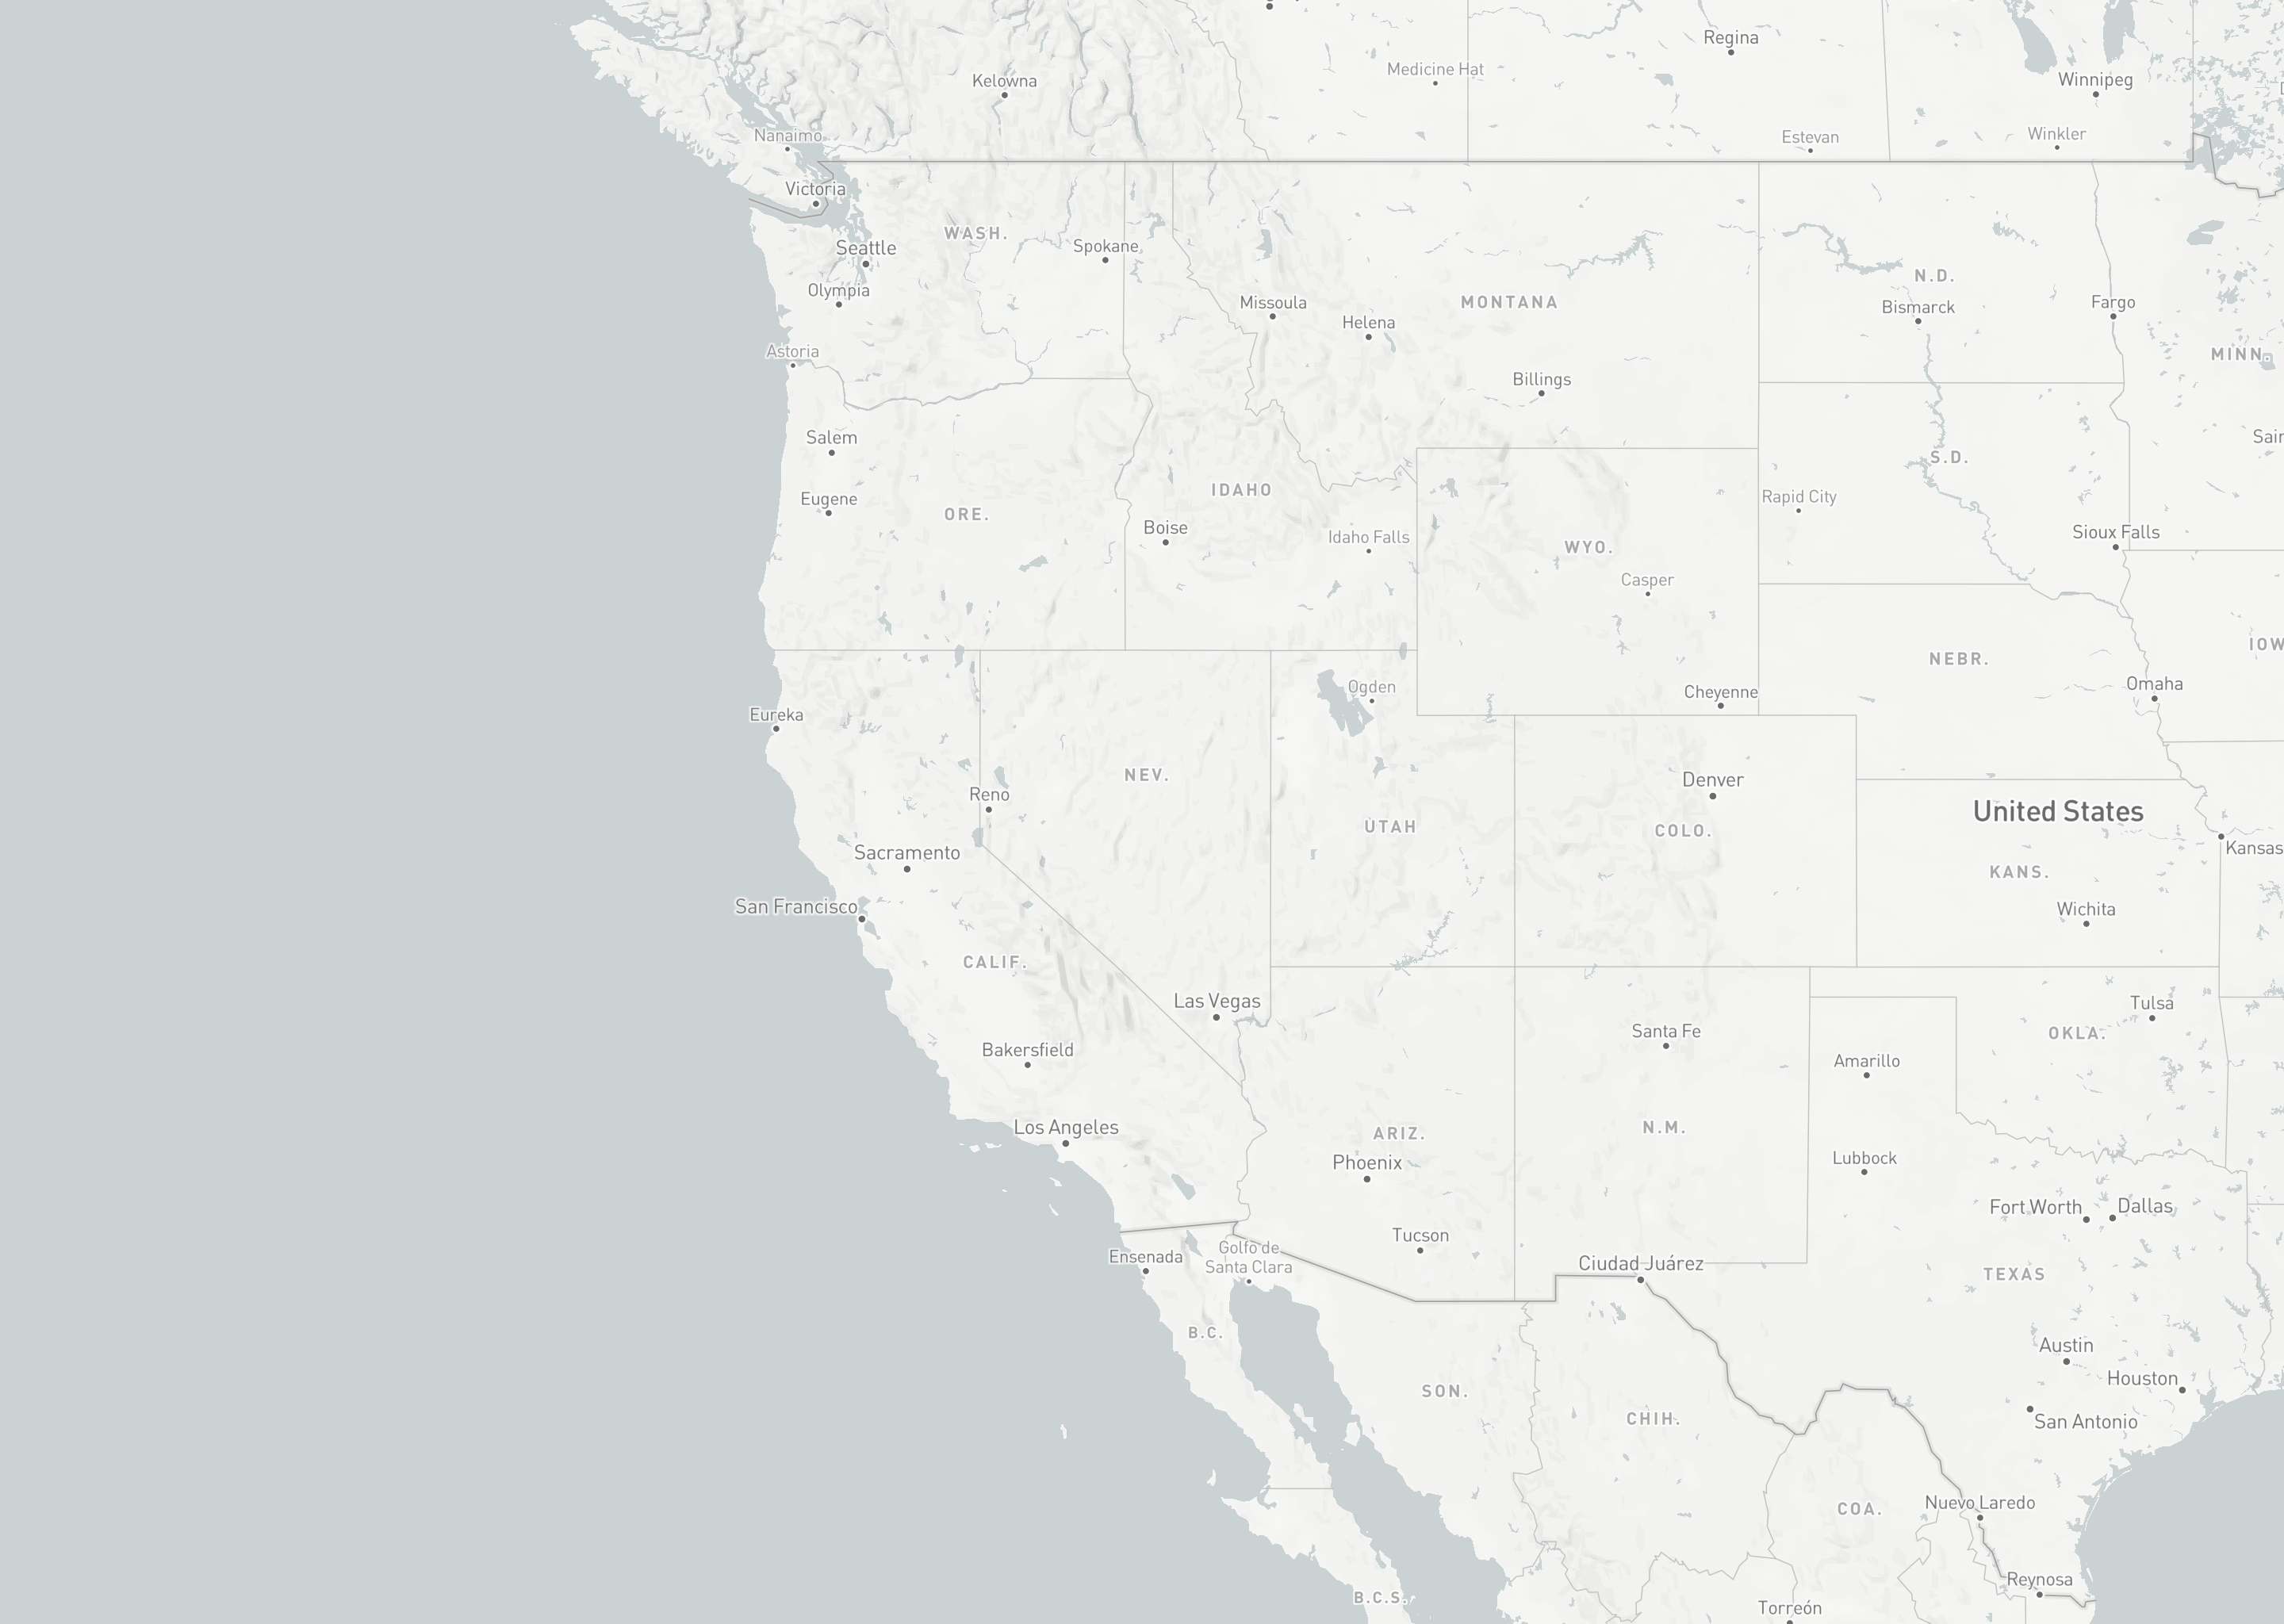 Regina
Medicine Hat
Kelowna
Winnipeg
Nanaimo
Estevan
Winkler
Victoria
WASH.
Seattle
Spokane
N.D.
Olympia
Missoula
MONTANA
Bismarck
Fargo
Helena
Astoria
MINN.
Billings
Salem
Sain
S.D.
IDAHO
Eugene
Rapid City
ORE.
Boise
Idaho Falls
WYO.
Sioux Falls
Casper
IOW
NEBR.
Ogden
Cheyenne
Omaha
Eureka
NEV.
Denver
Reno
United States
UTAH
COLO.
Sacramento
Kansas
KANS.
San Francisco
Wichita
CALIF.
Las Vegas
Tulsa
Santa Fe
OKLA.
Bakersfield
Amarillo
Los Angeles
ARIZ.
N.M.
Phoenix
Lubbock
Fort Worth
Dallas
Tucson
Ensenada
Golfo de
Santa Clara
Ciudad Juárez
TEXAS
B.C.
Austin
Houston
SON.
CHIH.
San Antonio
Nuevo Laredo
COA.
Reynosa
B.C.S.
Torreón